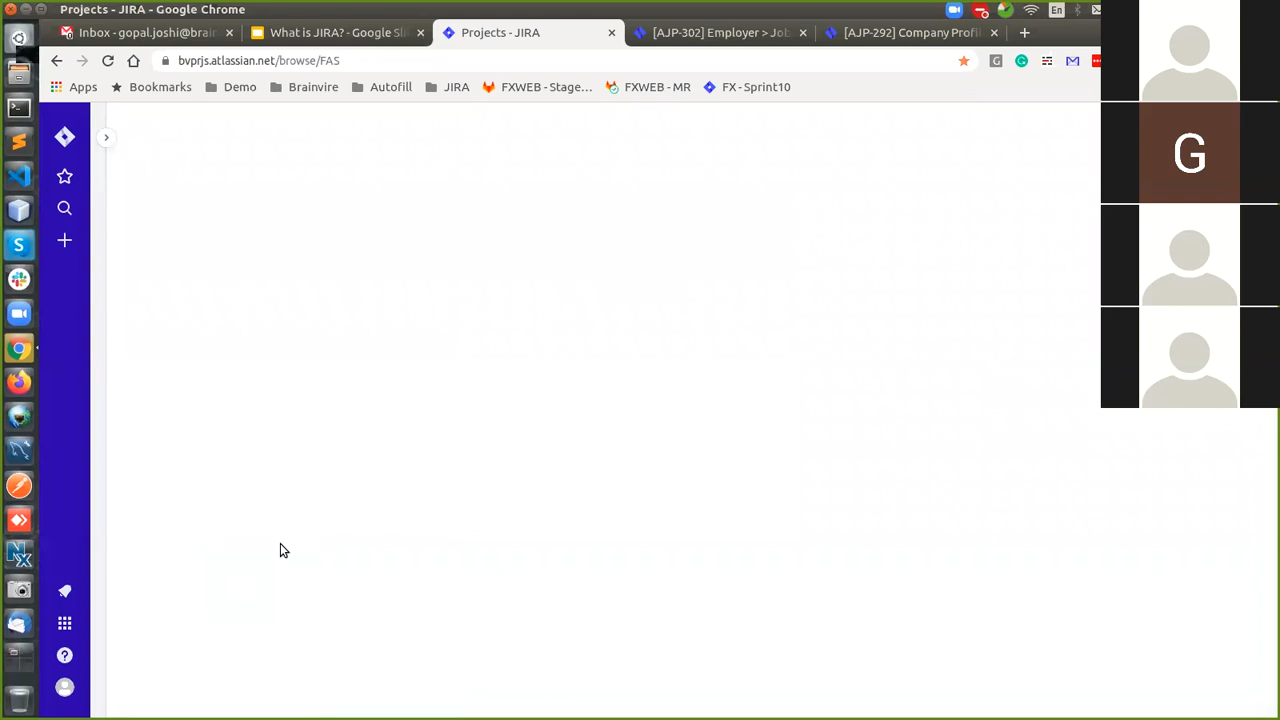 Projects - JIRA - Google Chrome
En
Inbox - gopal.joshi@brain
What is JIRA? - Google Sli
Projects - JIRA
[AJP-302] Employer > Job
[AJP-292] Company Profil
bvprjs.atlassian.net/browse/FAS
Apps
Bookmarks
Demo
Brainvire
Autofill
JIRA
FXWEB - Stage...
FXWEB - MR
FX - Sprint10
G